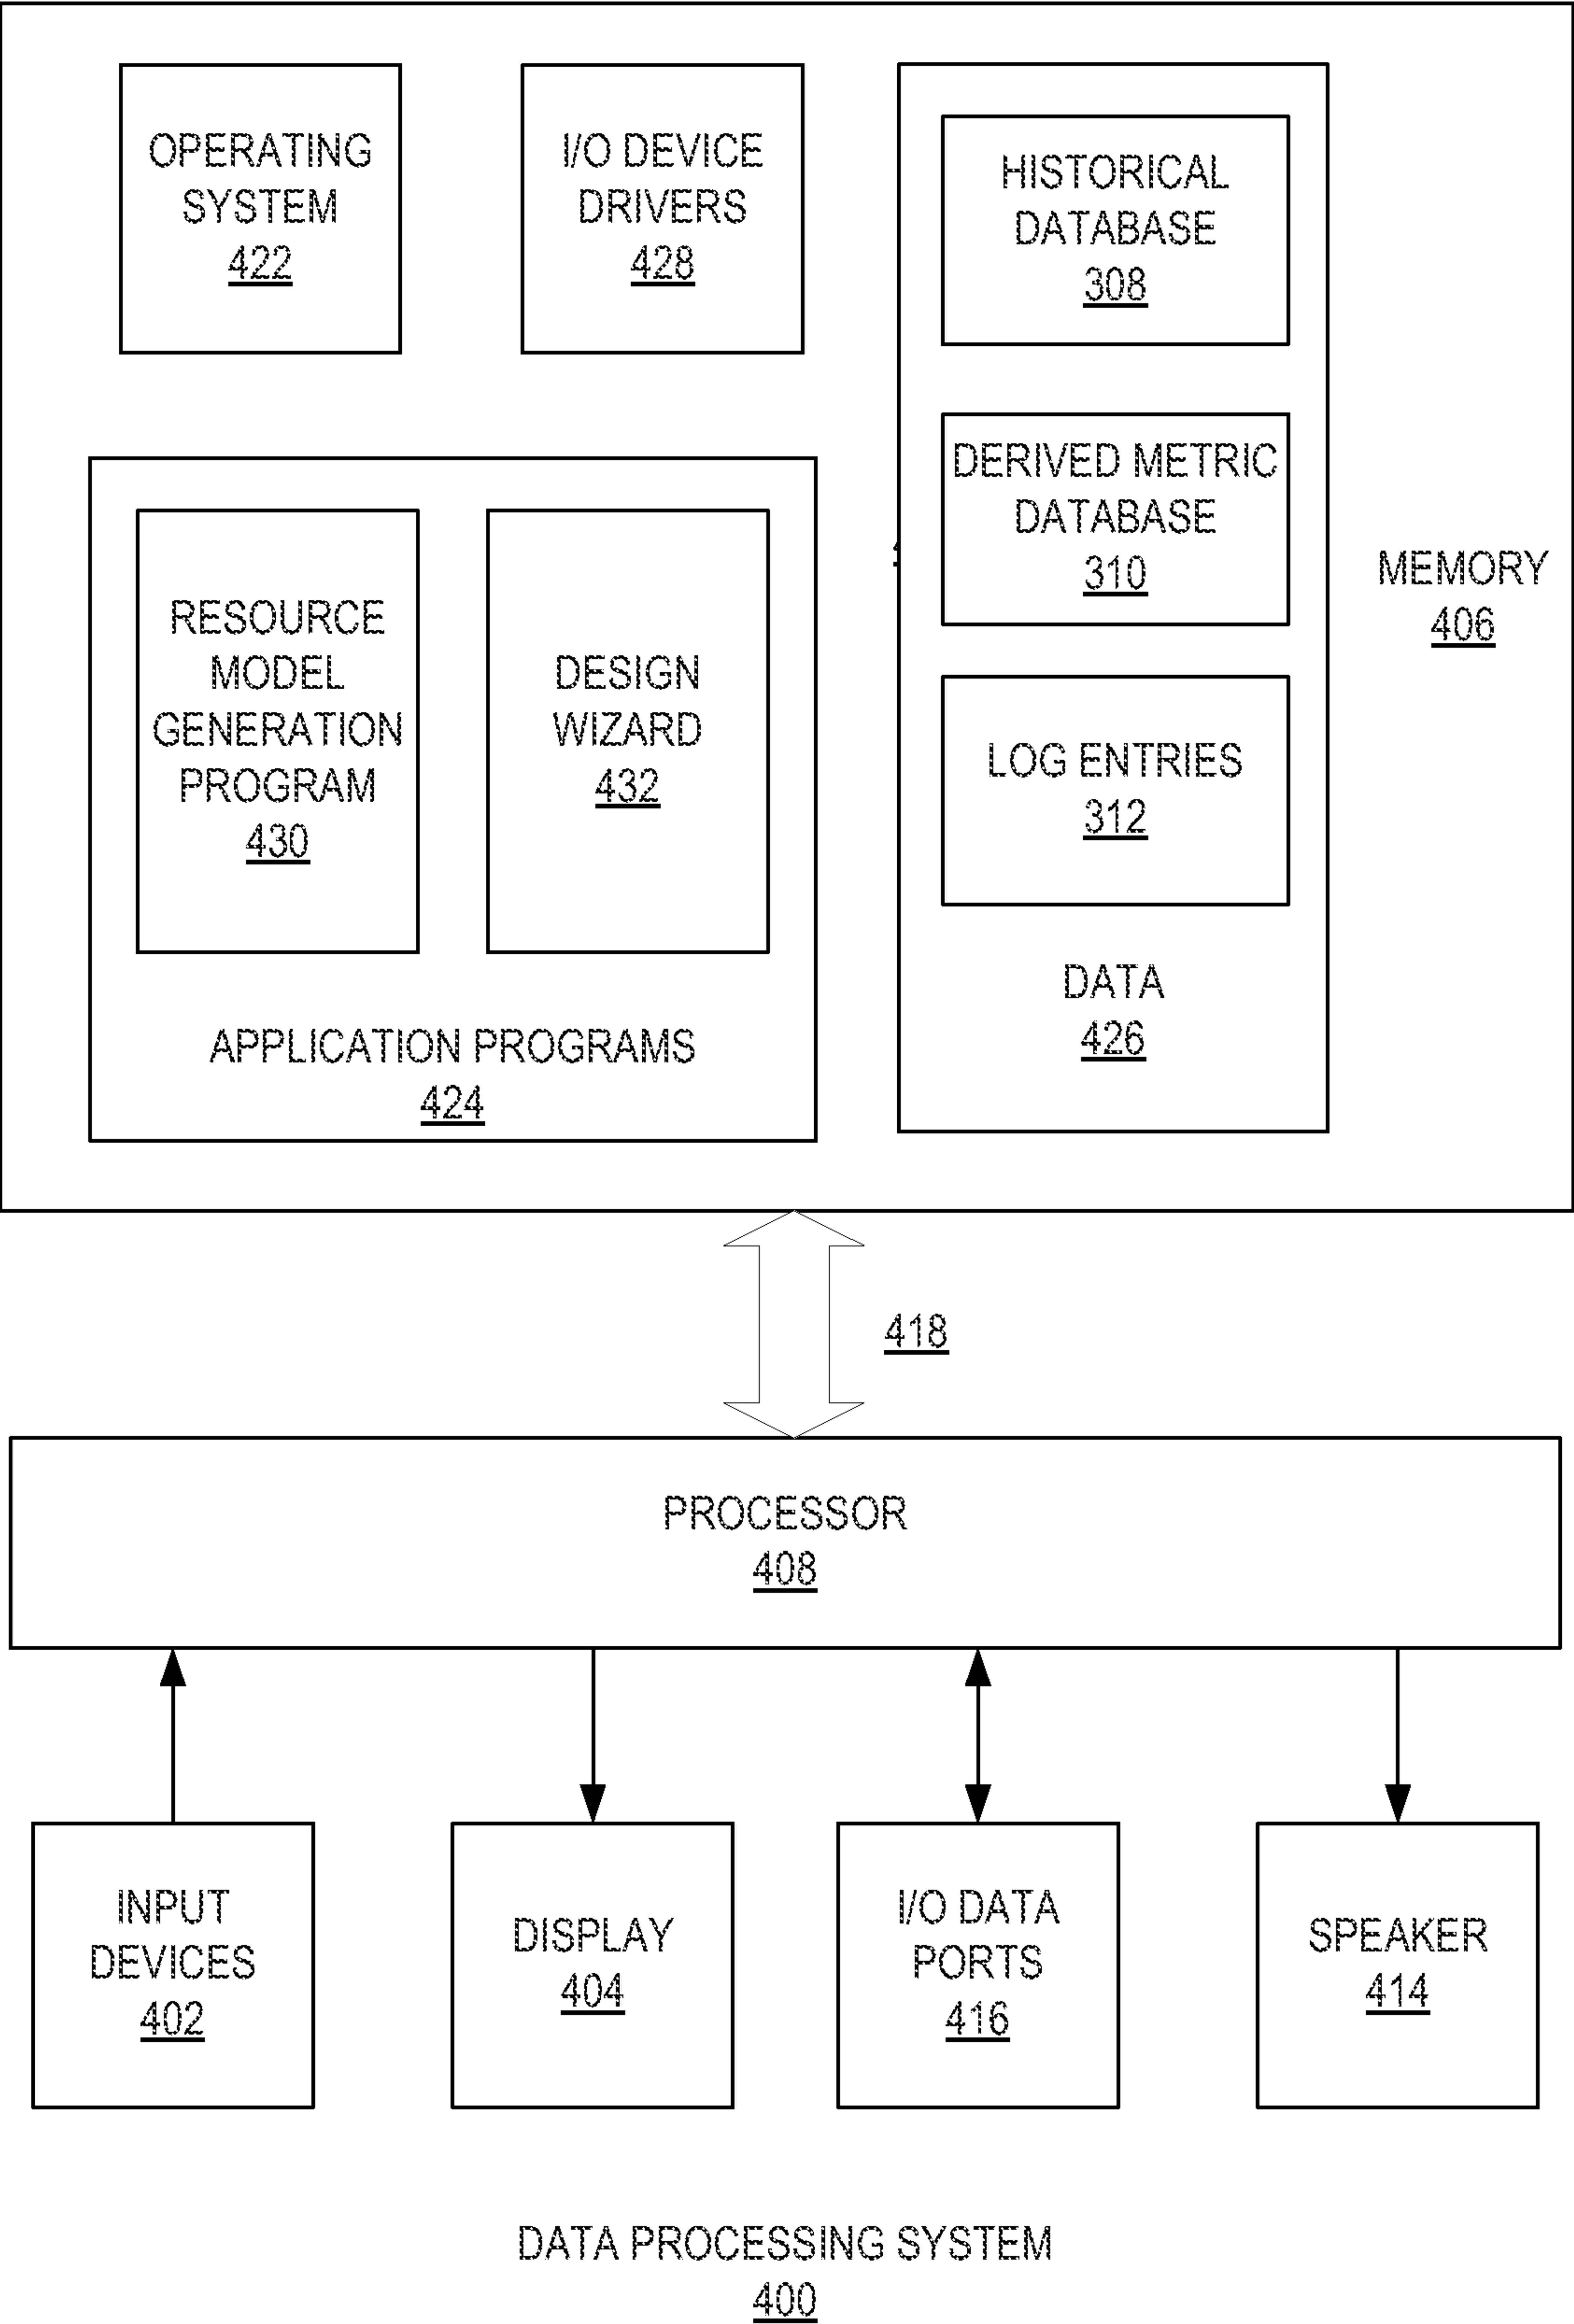 OPERATING
SYSTEM
422
I/O DEVICE
DRIVERS
428
HISTORICAL
DATABASE
308
DERIVED METRIC
DATABASE
310
LOG ENTRIES
312
DATA
426
MEMORY
406
RESOURCE
MODEL
GENERATION
PROGRAM
430
DESIGN
WIZARD
432
APPLICATION PROGRAMS
424
418
PROCESSOR
408
INPUT
DEVICES
402
DISPLAY
404
I/O DATA
PORTS
416
SPEAKER
414
DATA PROCESSING SYSTEM
400